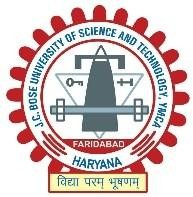 J.C. BOSE UNIVERSITY OF SCIENCE AND TECHNOLOGY, YMCA
FARIDABAD
HARYANA
विद्या परम् भूषणम्